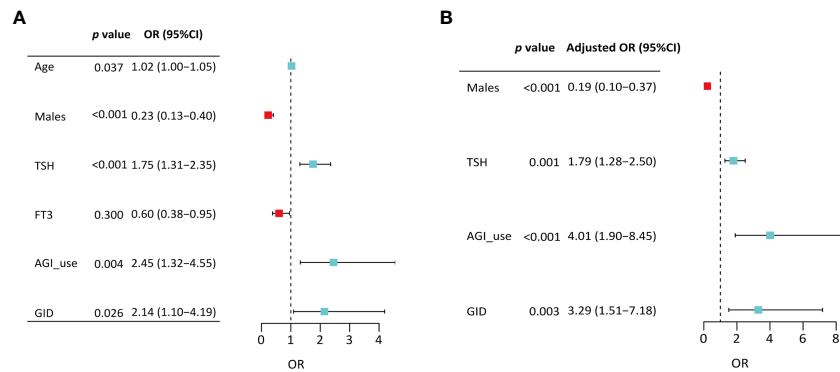 A
p value OR (95%CI)
Age 0.037 1.02 (1.00−1.05)
Males <0.001 0.23 (0.13−0.40)
TSH <0.001 1.75 (1.31−2.35)
FT3 0.300 0.60 (0.38−0.95)
AGI_use 0.004 2.45 (1.32−4.55)
GID 0.026 2.14 (1.10−4.19)
0 1 2 3 4
OR
B
p value Adjusted OR (95%CI)
Males <0.001 0.19 (0.10−0.37)
TSH 0.001 1.79 (1.28−2.50)
AGI_use <0.001 4.01 (1.90−8.45)
GID 0.003 3.29 (1.51−7.18)
0 2 4 6 8
OR